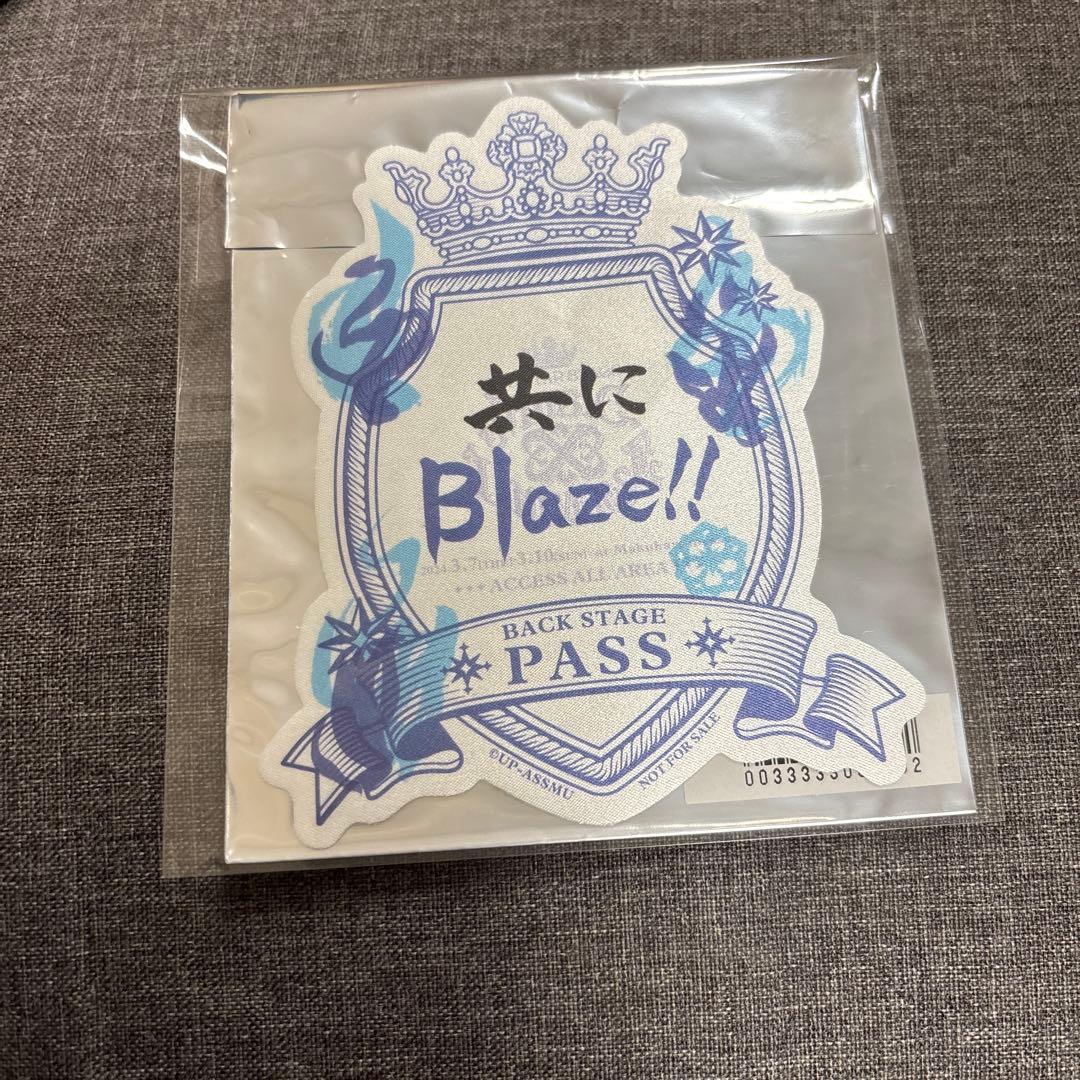 共に
Blaze!!
ACCESS ALL AREA
BACK STAGE
PASS
©UP-ASSMU
NOT FOR SALE